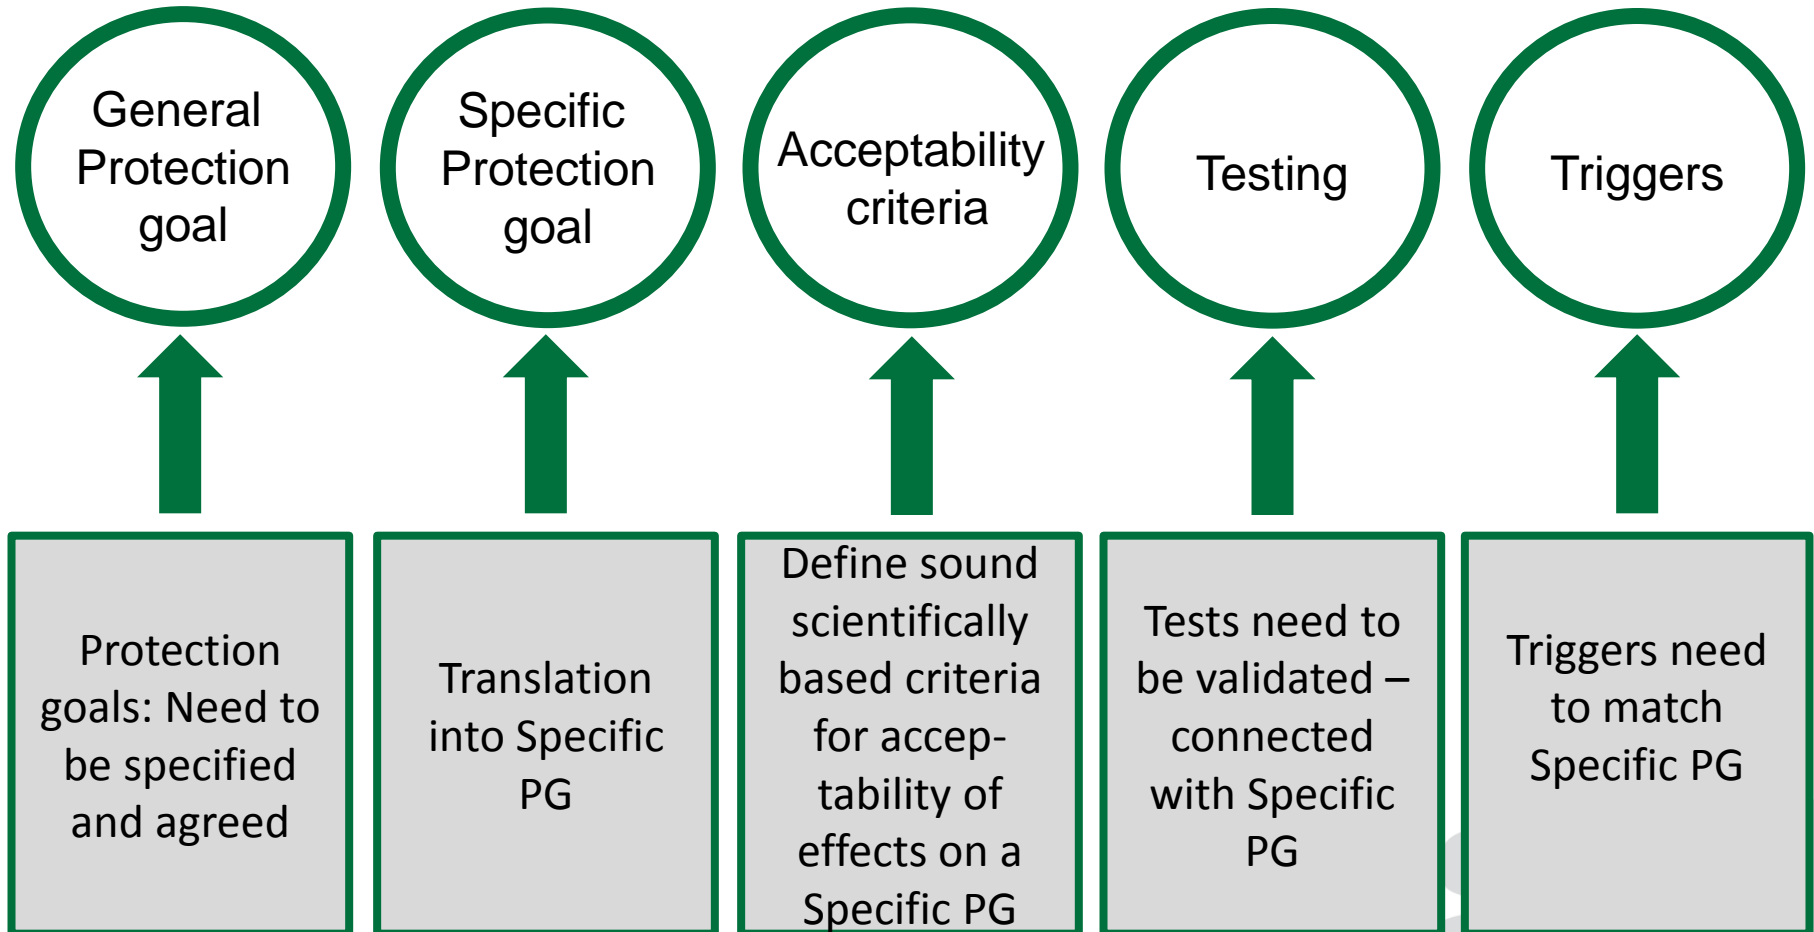 General
Protection
goal
Specific
Protection
goal
Acceptability
criteria
Testing
Triggers
Protection
goals: Need to
be specified
and agreed
Translation
into Specific
PG
Define sound
scientifically
based criteria
for accep-
tability of
effects on a
Specific PG
Tests need to
be validated –
connected
with Specific
PG
Triggers need
to match
Specific PG